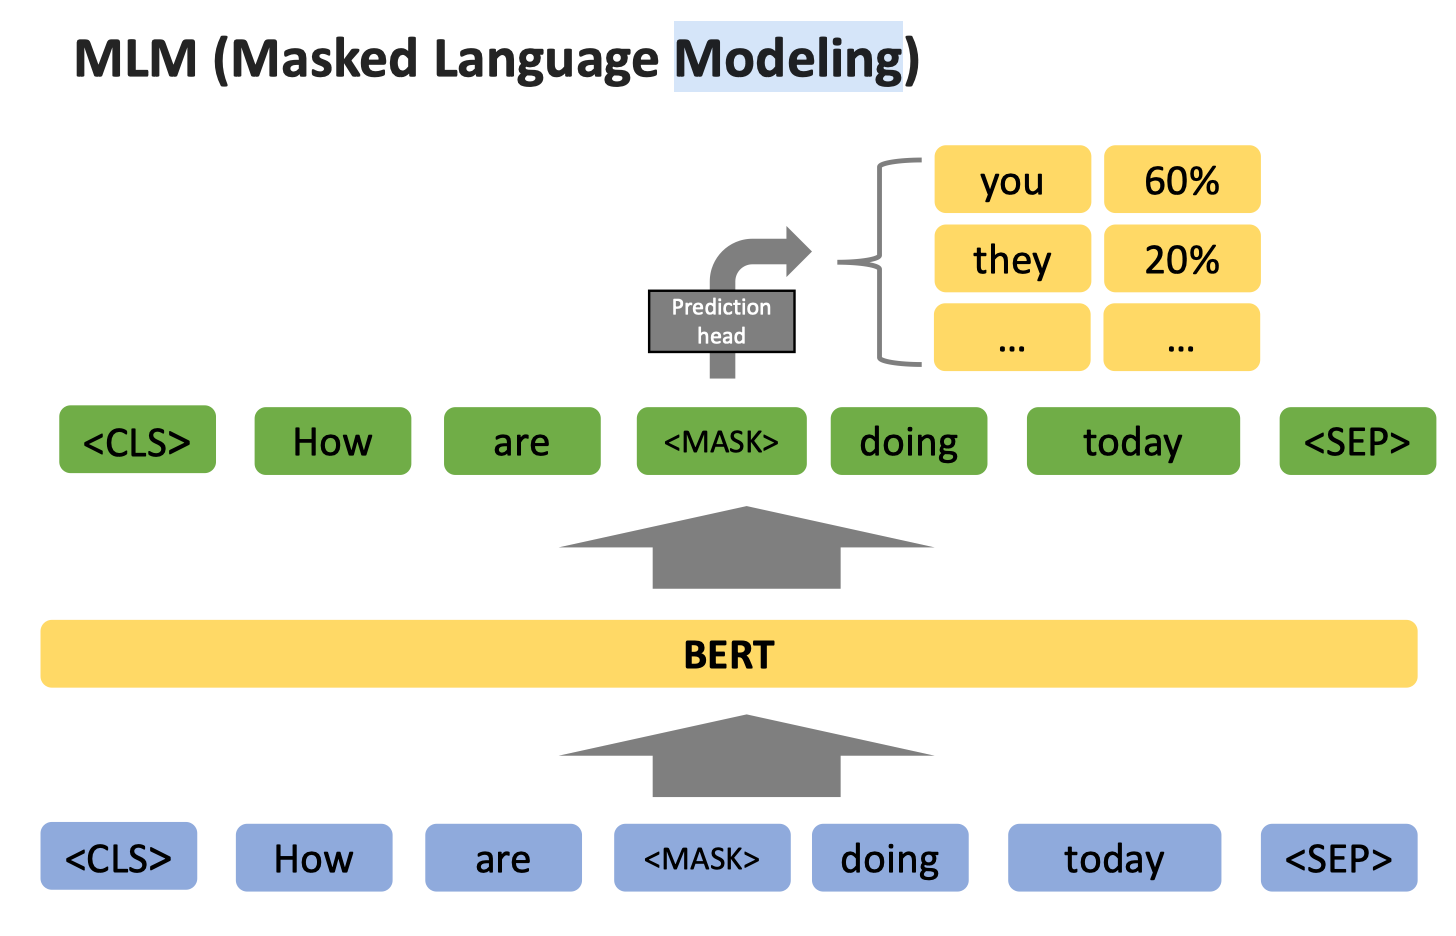 MLM (Masked Language Modeling)
you 60%
they 20%
... ...
Prediction
head
<CLS> How are <MASK> doing today <SEP>
BERT
<CLS> How are <MASK> doing today <SEP>